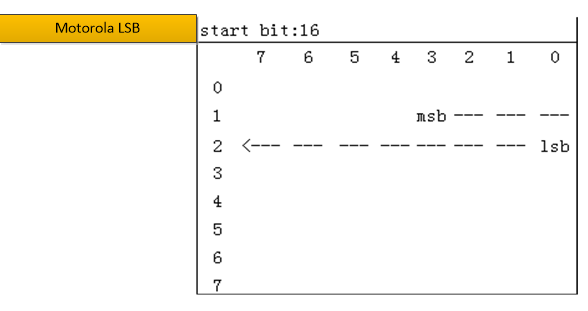 Motorola LSB
start bit:16
7 6 5 4 3 2 1 0
0
1 msb --- --- ---
2 <--- --- --- --- --- --- --- lsb
3
4
5
6
7